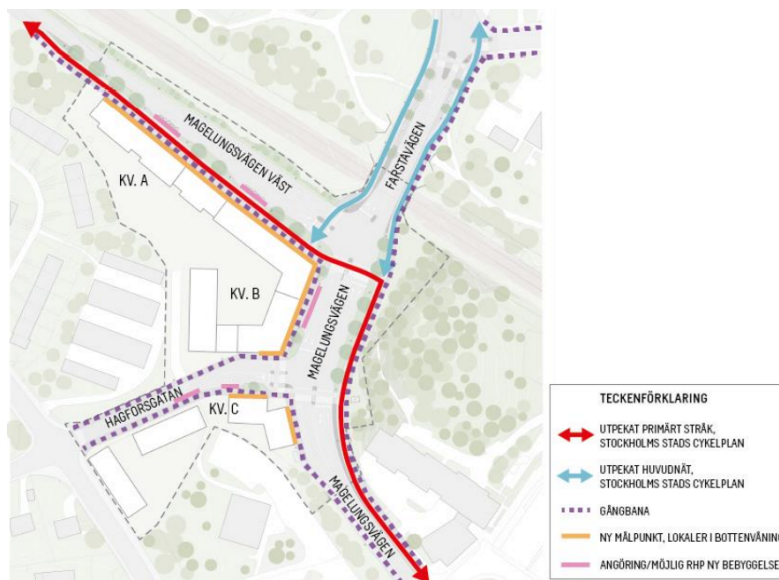 MAGELUNGSVÄGEN VÄST
FARSTAVÄGEN
KV. A
KV. B
MAGELUNGSVÄGEN
HAGFORSGATAN
KV. C
MAGELUNGSVÄGEN
TECKENFÖRKLARING
UTPEKAT PRIMÄRT STRÅK,
STOCKHOLMS STADS CYKELPLAN
UTPEKAT HUVUDNÄT,
STOCKHOLMS STADS CYKELPLAN
GÅNGBANA
NY MÅLPUNKT, LOKALER I BOTTENVÅNING
ANGÖRING/MÖJLIG RHP NY BEBYGGELSE